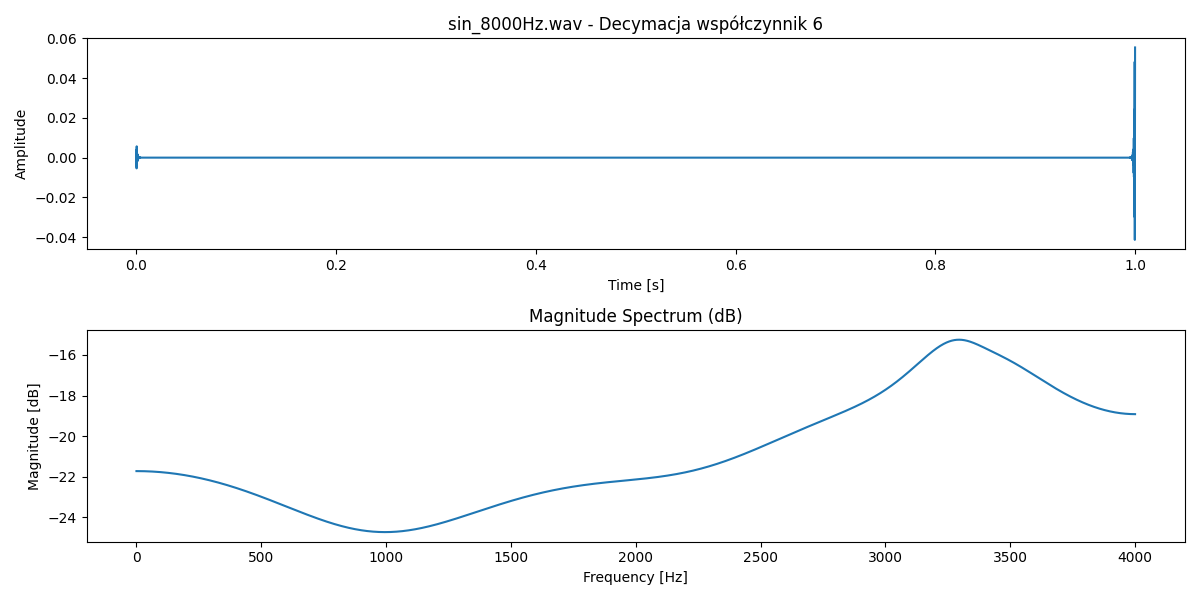 sin_8000Hz.wav - Decymacja współczynnik 6
0.06
0.04
0.02
0.00
−0.02
−0.04
Amplitude
0.0 0.2 0.4 0.6 0.8 1.0
Time [s]
Magnitude Spectrum (dB)
−16
−18
−20
−22
−24
Magnitude [dB]
0 500 1000 1500 2000 2500 3000 3500 4000
Frequency [Hz]